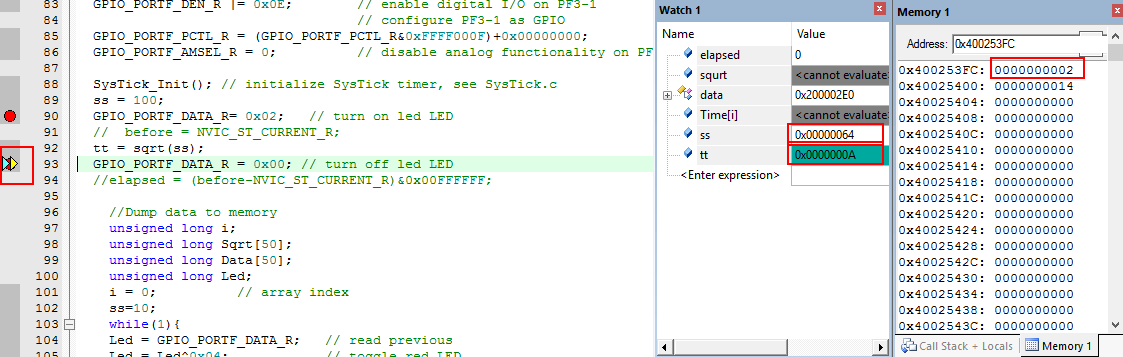 83 GPIO_PORTF_DEN_R |= 0x0E; // enable digital I/O on PF3-1
84 // configure PF3-1 as GPIO
85 GPIO_PORTF_PCTL_R = (GPIO_PORTF_PCTL_R&0xFFFF000F)+0x00000000;
86 GPIO_PORTF_AMSEL_R = 0; // disable analog functionality on PF
87
88 SysTick_Init(); // initialize SysTick timer, see SysTick.c
89 ss = 100;
90 GPIO_PORTF_DATA_R= 0x02; // turn on led LED
91 // before = NVIC_ST_CURRENT_R;
92 tt = sqrt(ss);
93 GPIO_PORTF_DATA_R = 0x00; // turn off led LED
94 //elapsed = (before-NVIC_ST_CURRENT_R)&0x00FFFFFF;
95
96 //Dump data to memory
97 unsigned long i;
98 unsigned long Sqrt[50];
99 unsigned long Data[50];
100 unsigned long Led;
101 i = 0; // array index
102 ss=10;
103 while(1){
104 Led = GPIO_PORTF_DATA_R; // read previous
105 Led = Led^0x04; // toggle red LED
Watch 1
Name Value
elapsed 0
squrt <cannot evaluate>
data 0x200002E0
Time[i] <cannot evaluate>
ss 0x00000064
tt 0x0000000A
<Enter expression>
Memory 1
Address: 0x400253FC
0x400253FC: 0000000002
0x40025400: 0000000014
0x40025404: 0000000000
0x40025408: 0000000000
0x4002540C: 0000000000
0x40025410: 0000000000
0x40025414: 0000000000
0x40025418: 0000000000
0x4002541C: 0000000000
0x40025420: 0000000000
0x40025424: 0000000000
0x40025428: 0000000000
0x4002542C: 0000000000
0x40025430: 0000000000
0x40025434: 0000000000
0x40025438: 0000000000
0x4002543C: 0000000000
Call Stack + Locals Memory 1